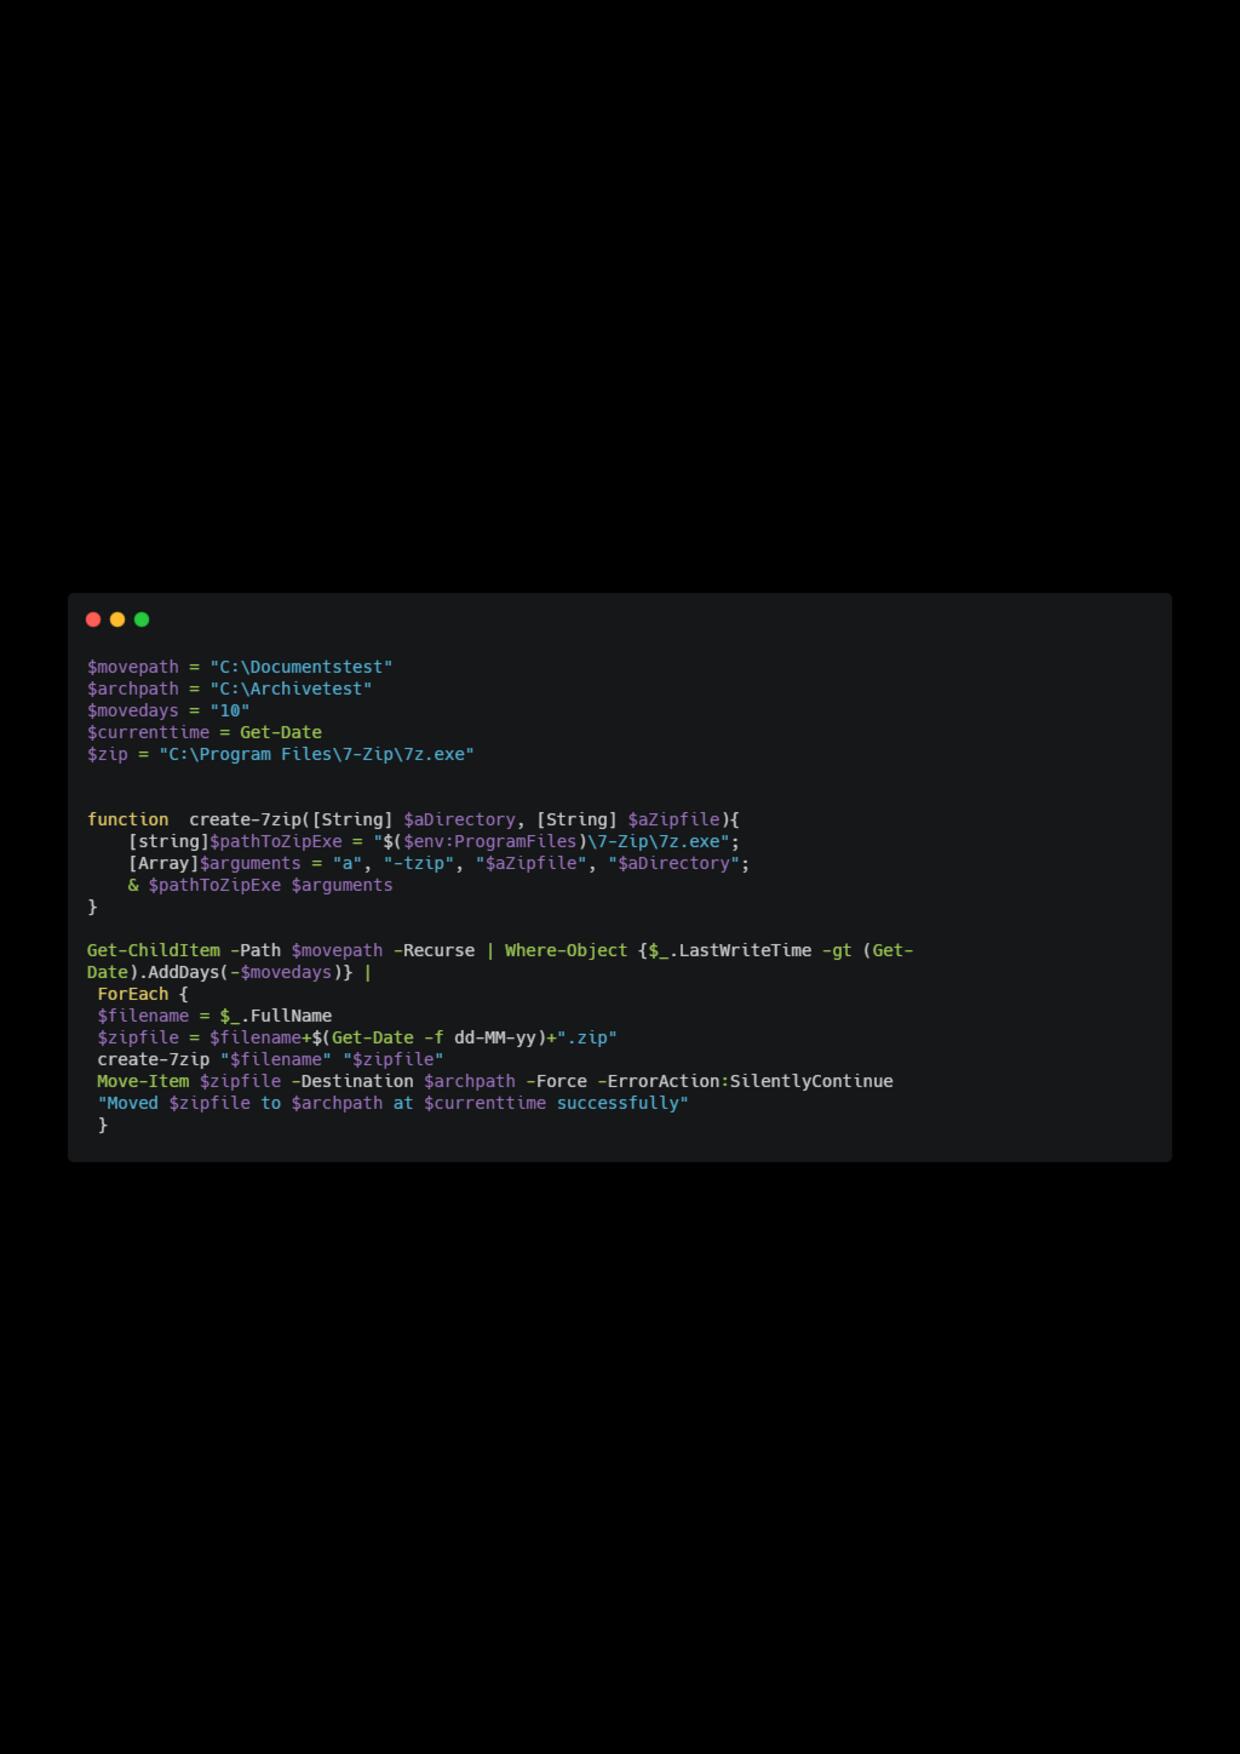 $movepath = "C:\Documentstest"
$archpath = "C:\Archivetest"
$movedays = "10"
$currenttime = Get-Date
$zip = "C:\Program Files\7-Zip\7z.exe"
function  create-7zip([String] $aDirectory, [String] $aZipfile){
    [string]$pathToZipExe = "$($env:ProgramFiles)\7-Zip\7z.exe";
    [Array]$arguments = "a", "-tzip", "$aZipfile", "$aDirectory";
    & $pathToZipExe $arguments
}
Get-ChildItem -Path $movepath -Recurse | Where-Object {$_.LastWriteTime -gt (Get-
Date).AddDays(-$movedays)} |
 ForEach {
 $filename = $_.FullName
 $zipfile = $filename+$(Get-Date -f dd-MM-yy)+".zip"
 create-7zip "$filename" "$zipfile"
 Move-Item $zipfile -Destination $archpath -Force -ErrorAction:SilentlyContinue
 "Moved $zipfile to $archpath at $currenttime successfully"
 }